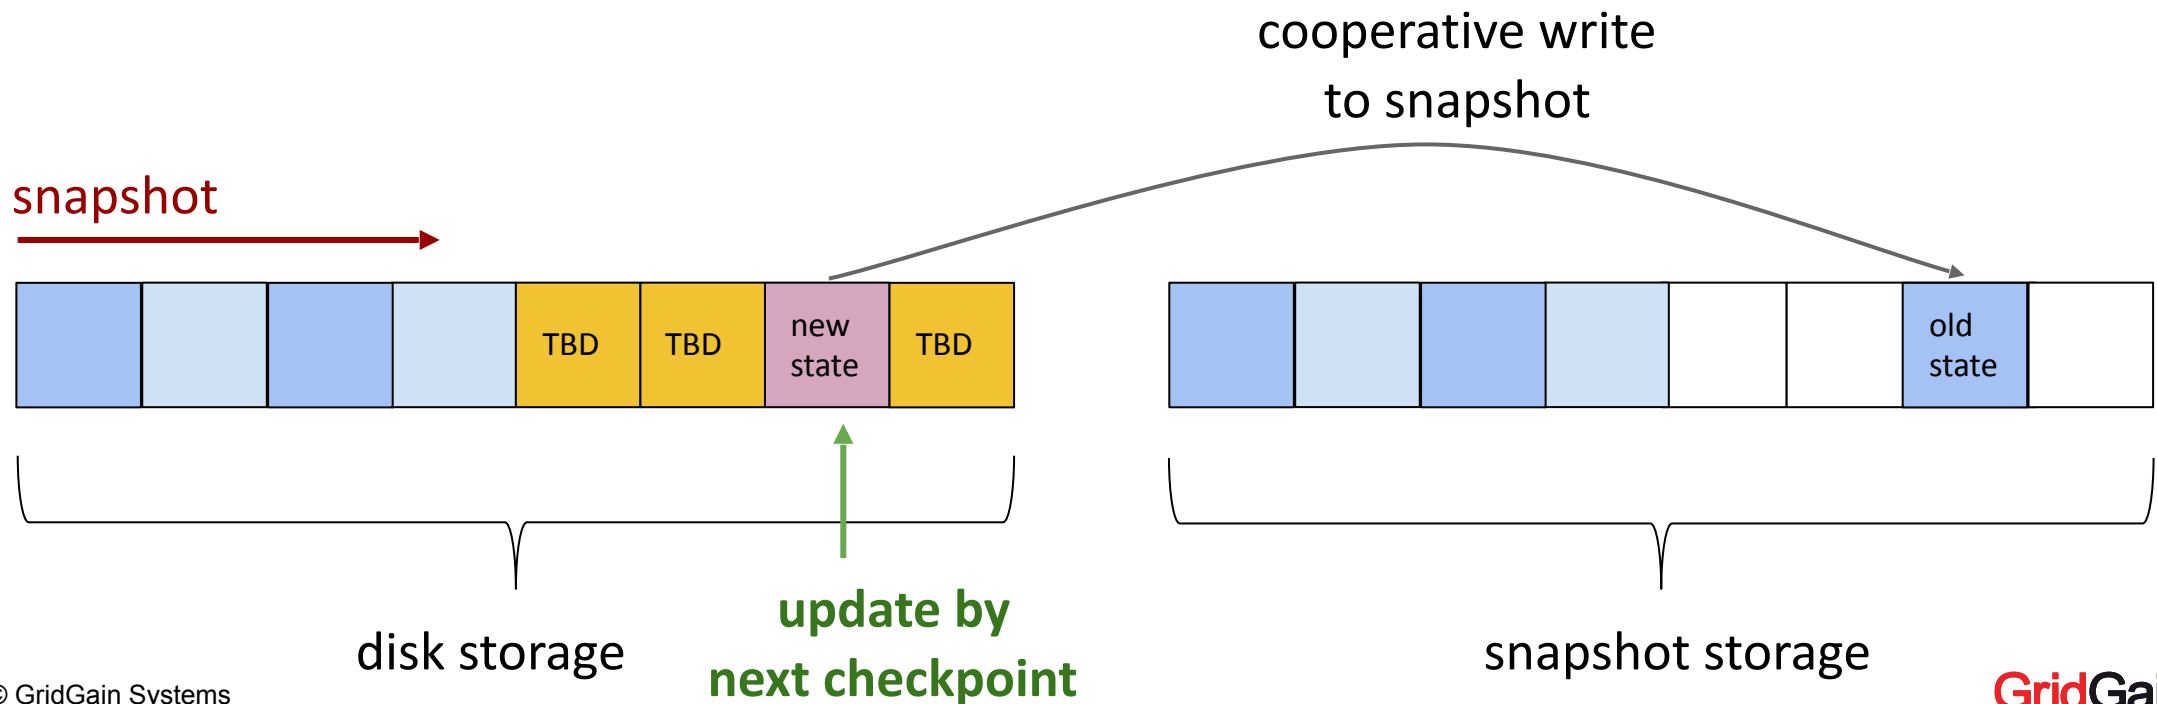 cooperative write
to snapshot
snapshot
TBD
TBD
new
state
TBD
old
state
update by
next checkpoint
disk storage
snapshot storage
© GridGain Systems
GridGai